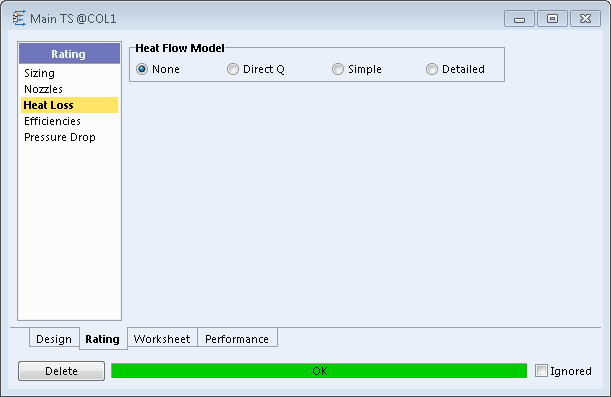 Main TS @COL1
Rating
Sizing
Nozzles
Heat Loss
Efficiencies
Pressure Drop
Heat Flow Model
None Direct Q Simple Detailed
Design Rating Worksheet Performance
Delete OK Ignored